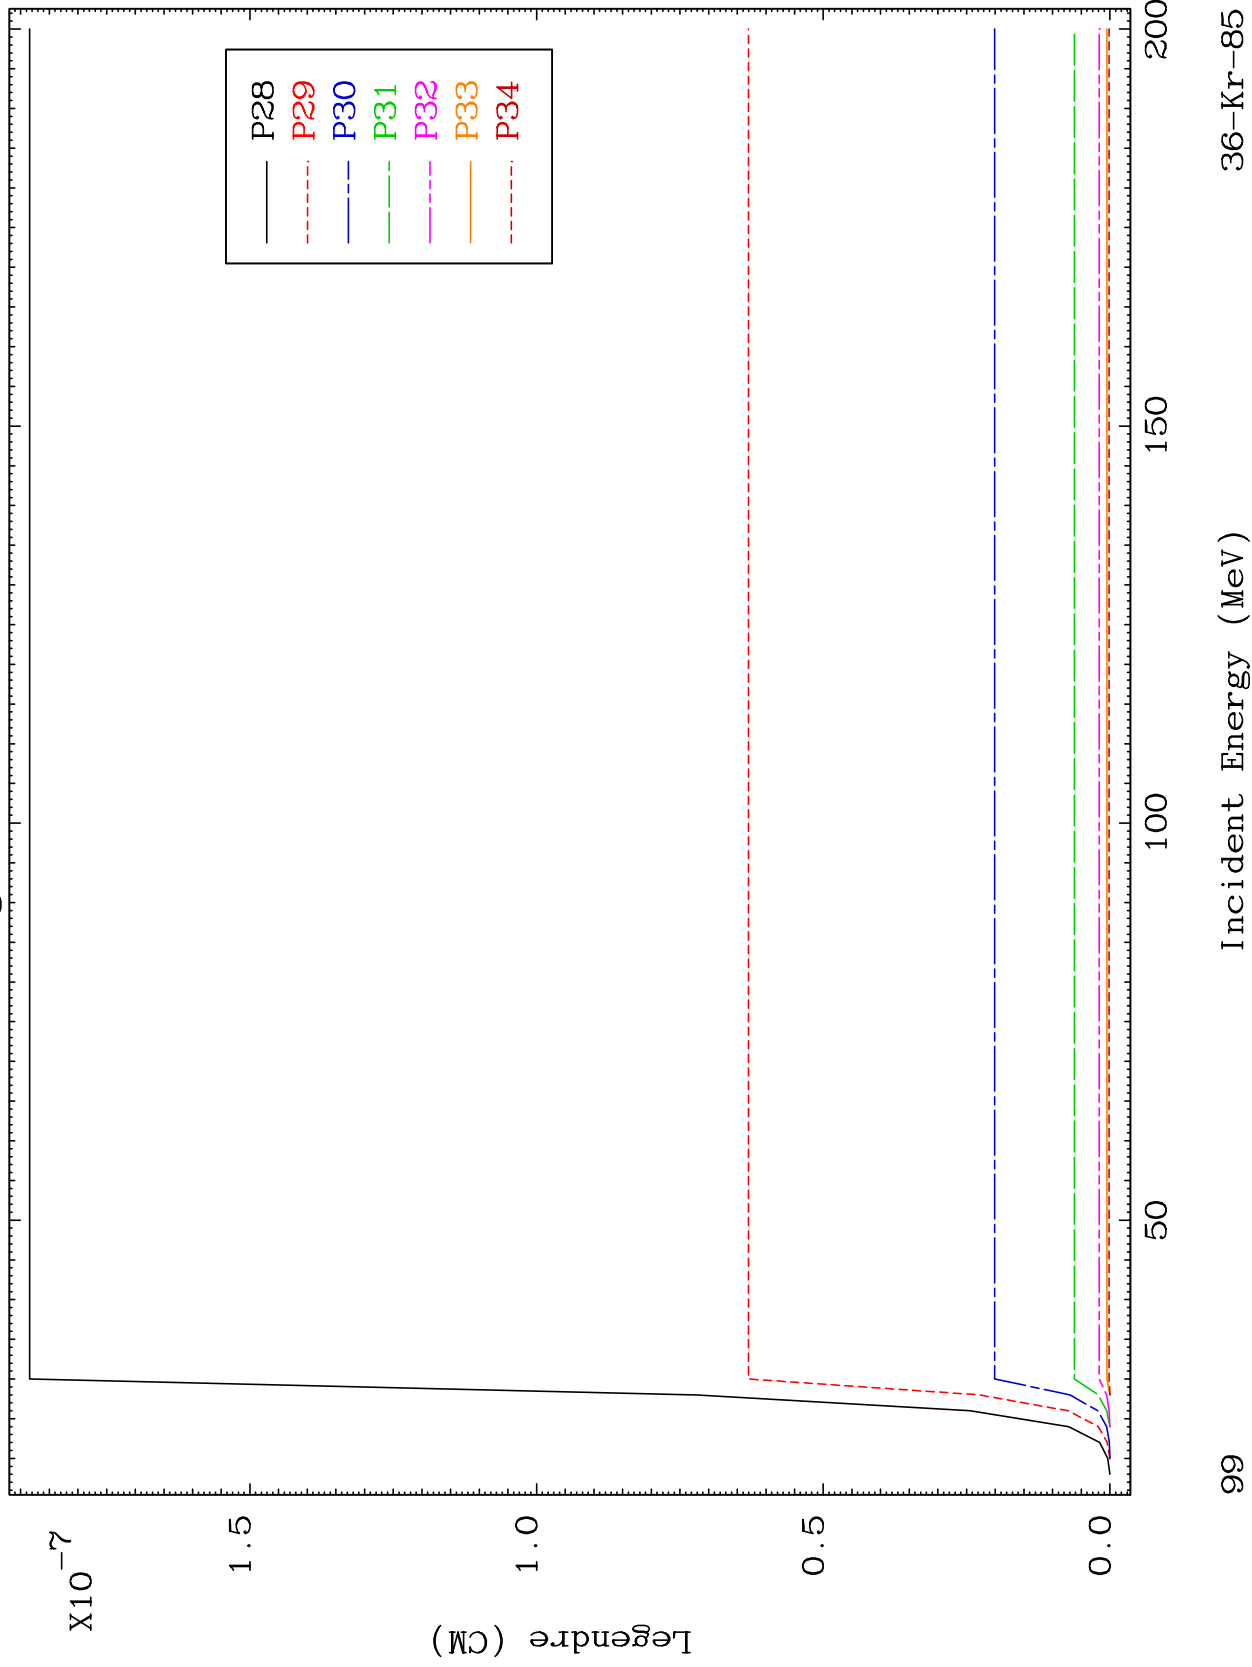 X10-7
1.5
1.0
0.5
0.0
Legendre (CM)
P28
P29
P30
P31
P32
P33
P34
50
100
150
200
Incident Energy (MeV)
99
36-Kr-85